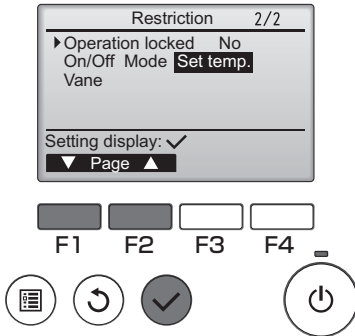 Restriction 2/2
Operation locked No
On/Off Mode Set temp.
Vane
Setting display:
Page
F1 F2 F3 F4